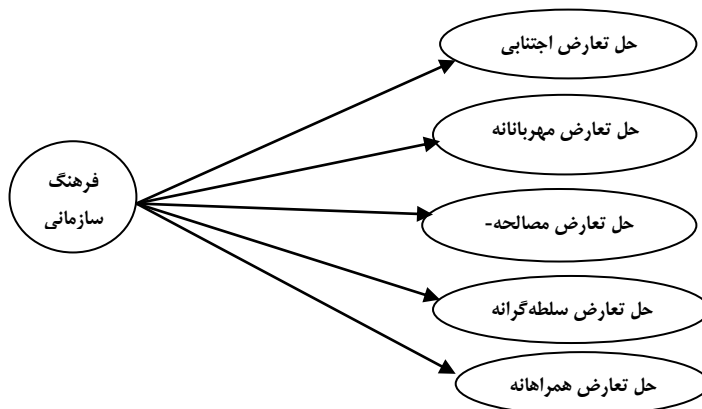 حل تعارض اجتنابی
حل تعارض مهربانانه
فرهنگ
سازمانی
حل تعارض مصالحه-
حل تعارض سلطه‌گرانه
حل تعارض همراهانه